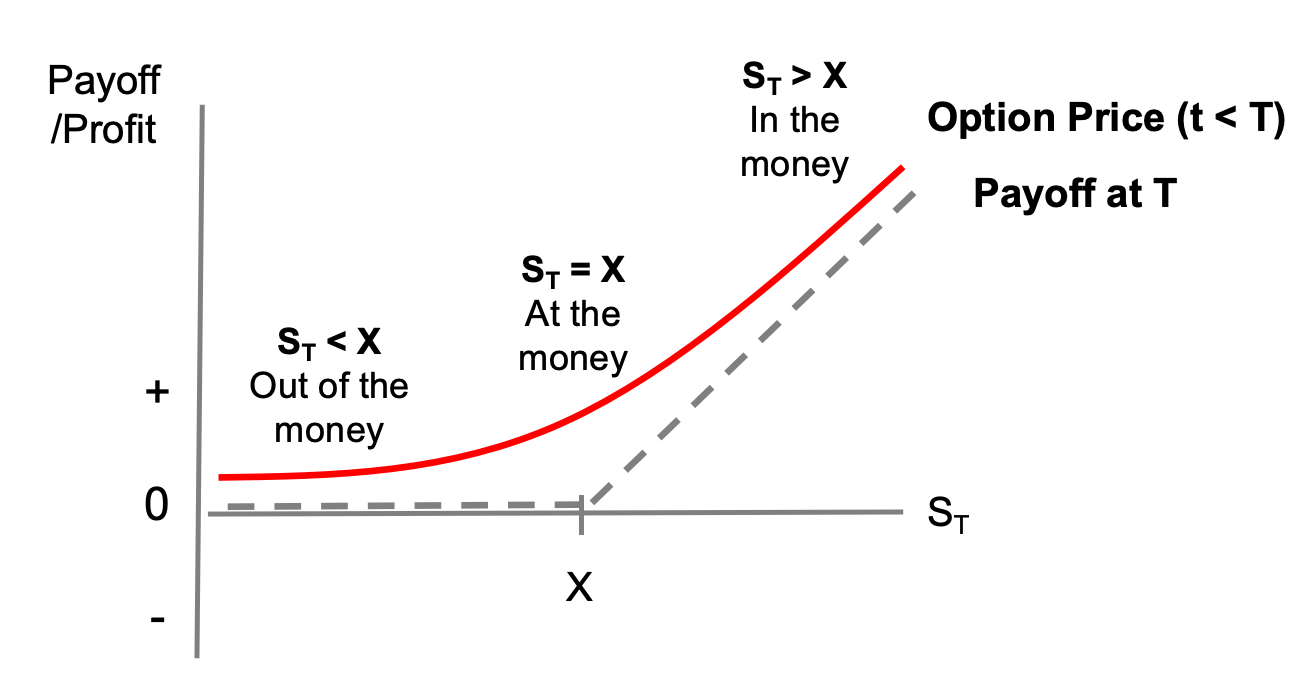 Payoff
/Profit
S_T > X
In the
money
Option Price (t < T)
Payoff at T
S_T = X
At the
money
S_T < X
Out of the
money
+
0
S_T
X
-